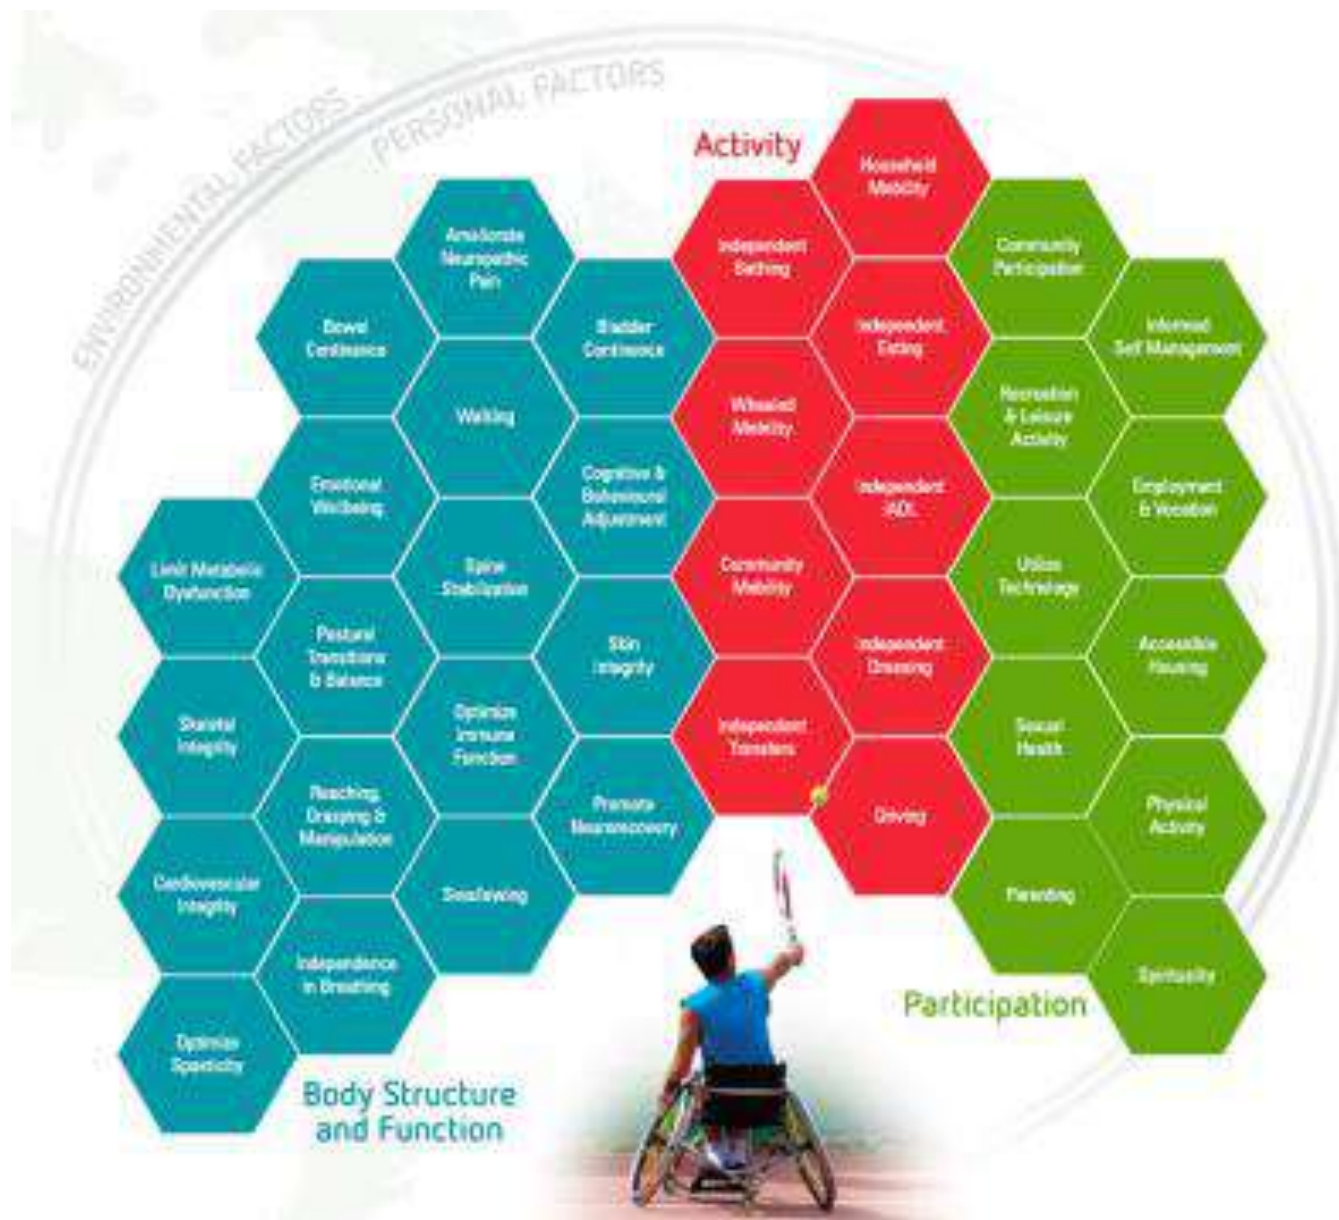 ENVIRONMENTAL FACTORS
PERSONAL FACTORS
Activity
Household
Mobility
Independent
Bathing
Community
Participation
Ameliorate
Neuropathic
Pain
Bowel
Continence
Bladder
Continence
Independent
Eating
Informed
Self Management
Walking
Wheeled
Mobility
Recreation
& Leisure
Activity
Emotional
Wellbeing
Cognitive &
Behavioural
Adjustment
Independent
IADL
Employment
& Vocation
Limit Metabolic
Dysfunction
Spine
Stabilization
Community
Mobility
Utilize
Technology
Postural
Transitions
& Balance
Skin
Integrity
Independent
Dressing
Accessible
Housing
Skeletal
Integrity
Optimize
Immune
Function
Independent
Transfers
Sexual
Health
Reaching,
Grasping &
Manipulation
Promote
Neurorecovery
Driving
Physical
Activity
Cardiovascular
Integrity
Swallowing
Parenting
Independence
in Breathing
Spirituality
Participation
Optimize
Spasticity
Body Structure
and Function